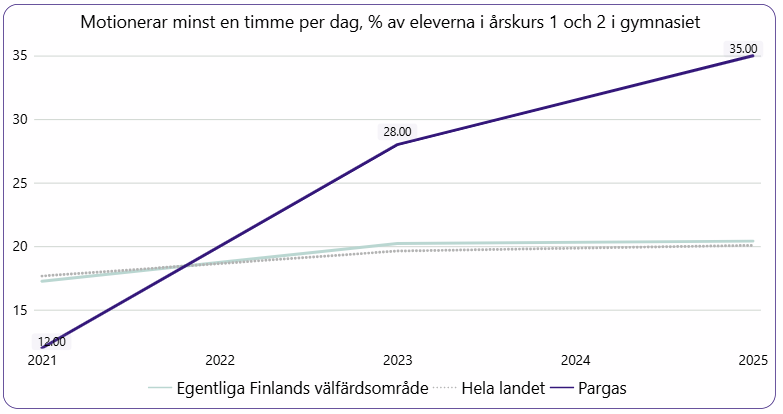 Motionerar minst en timme per dag, % av eleverna i årskurs 1 och 2 i gymnasiet
35
35.00
30
28.00
25
20
15
12.00
2021 2022 2023 2024 2025
Egentliga Finlands välfärdsområde Hela landet Pargas